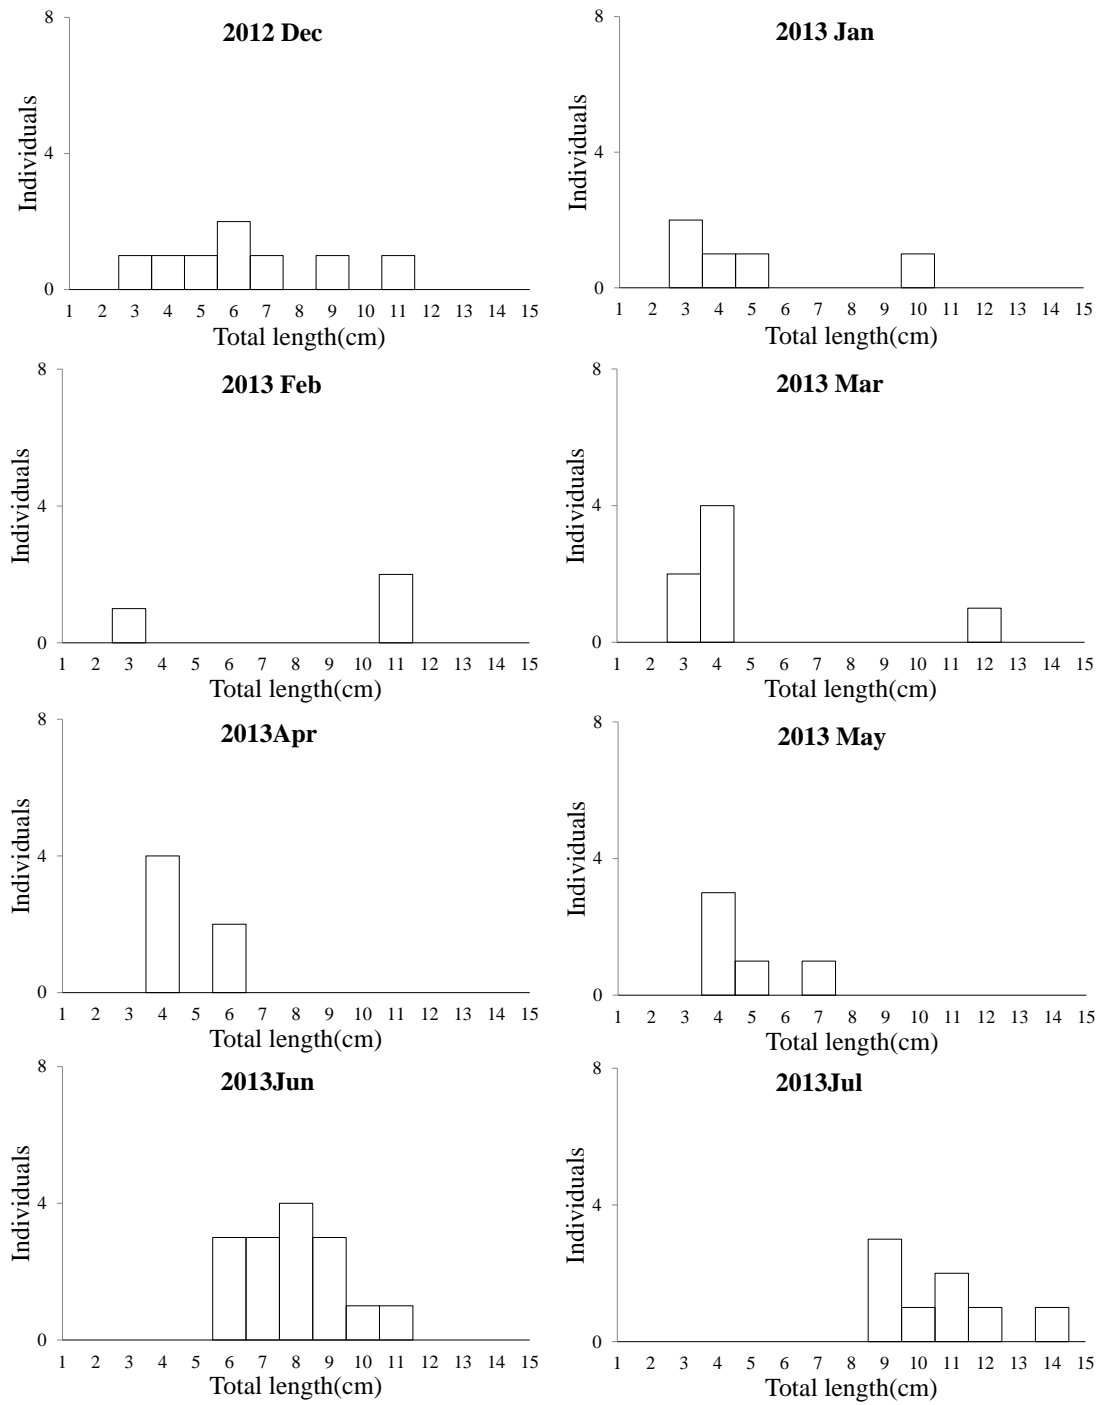 2012 Dec
Individuals
8
4
0
1 2 3 4 5 6 7 8 9 10 11 12 13 14 15
Total length(cm)
2013 Jan
Individuals
8
4
0
1 2 3 4 5 6 7 8 9 10 11 12 13 14 15
Total length(cm)
2013 Feb
Individuals
8
4
0
1 2 3 4 5 6 7 8 9 10 11 12 13 14 15
Total length(cm)
2013 Mar
Individuals
8
4
0
1 2 3 4 5 6 7 8 9 10 11 12 13 14 15
Total length(cm)
2013Apr
Individuals
8
4
0
1 2 3 4 5 6 7 8 9 10 11 12 13 14 15
Total length(cm)
2013 May
Individuals
8
4
0
1 2 3 4 5 6 7 8 9 10 11 12 13 14 15
Total length(cm)
2013Jun
Individuals
8
4
0
1 2 3 4 5 6 7 8 9 10 11 12 13 14 15
Total length(cm)
2013Jul
Individuals
8
4
0
1 2 3 4 5 6 7 8 9 10 11 12 13 14 15
Total length(cm)